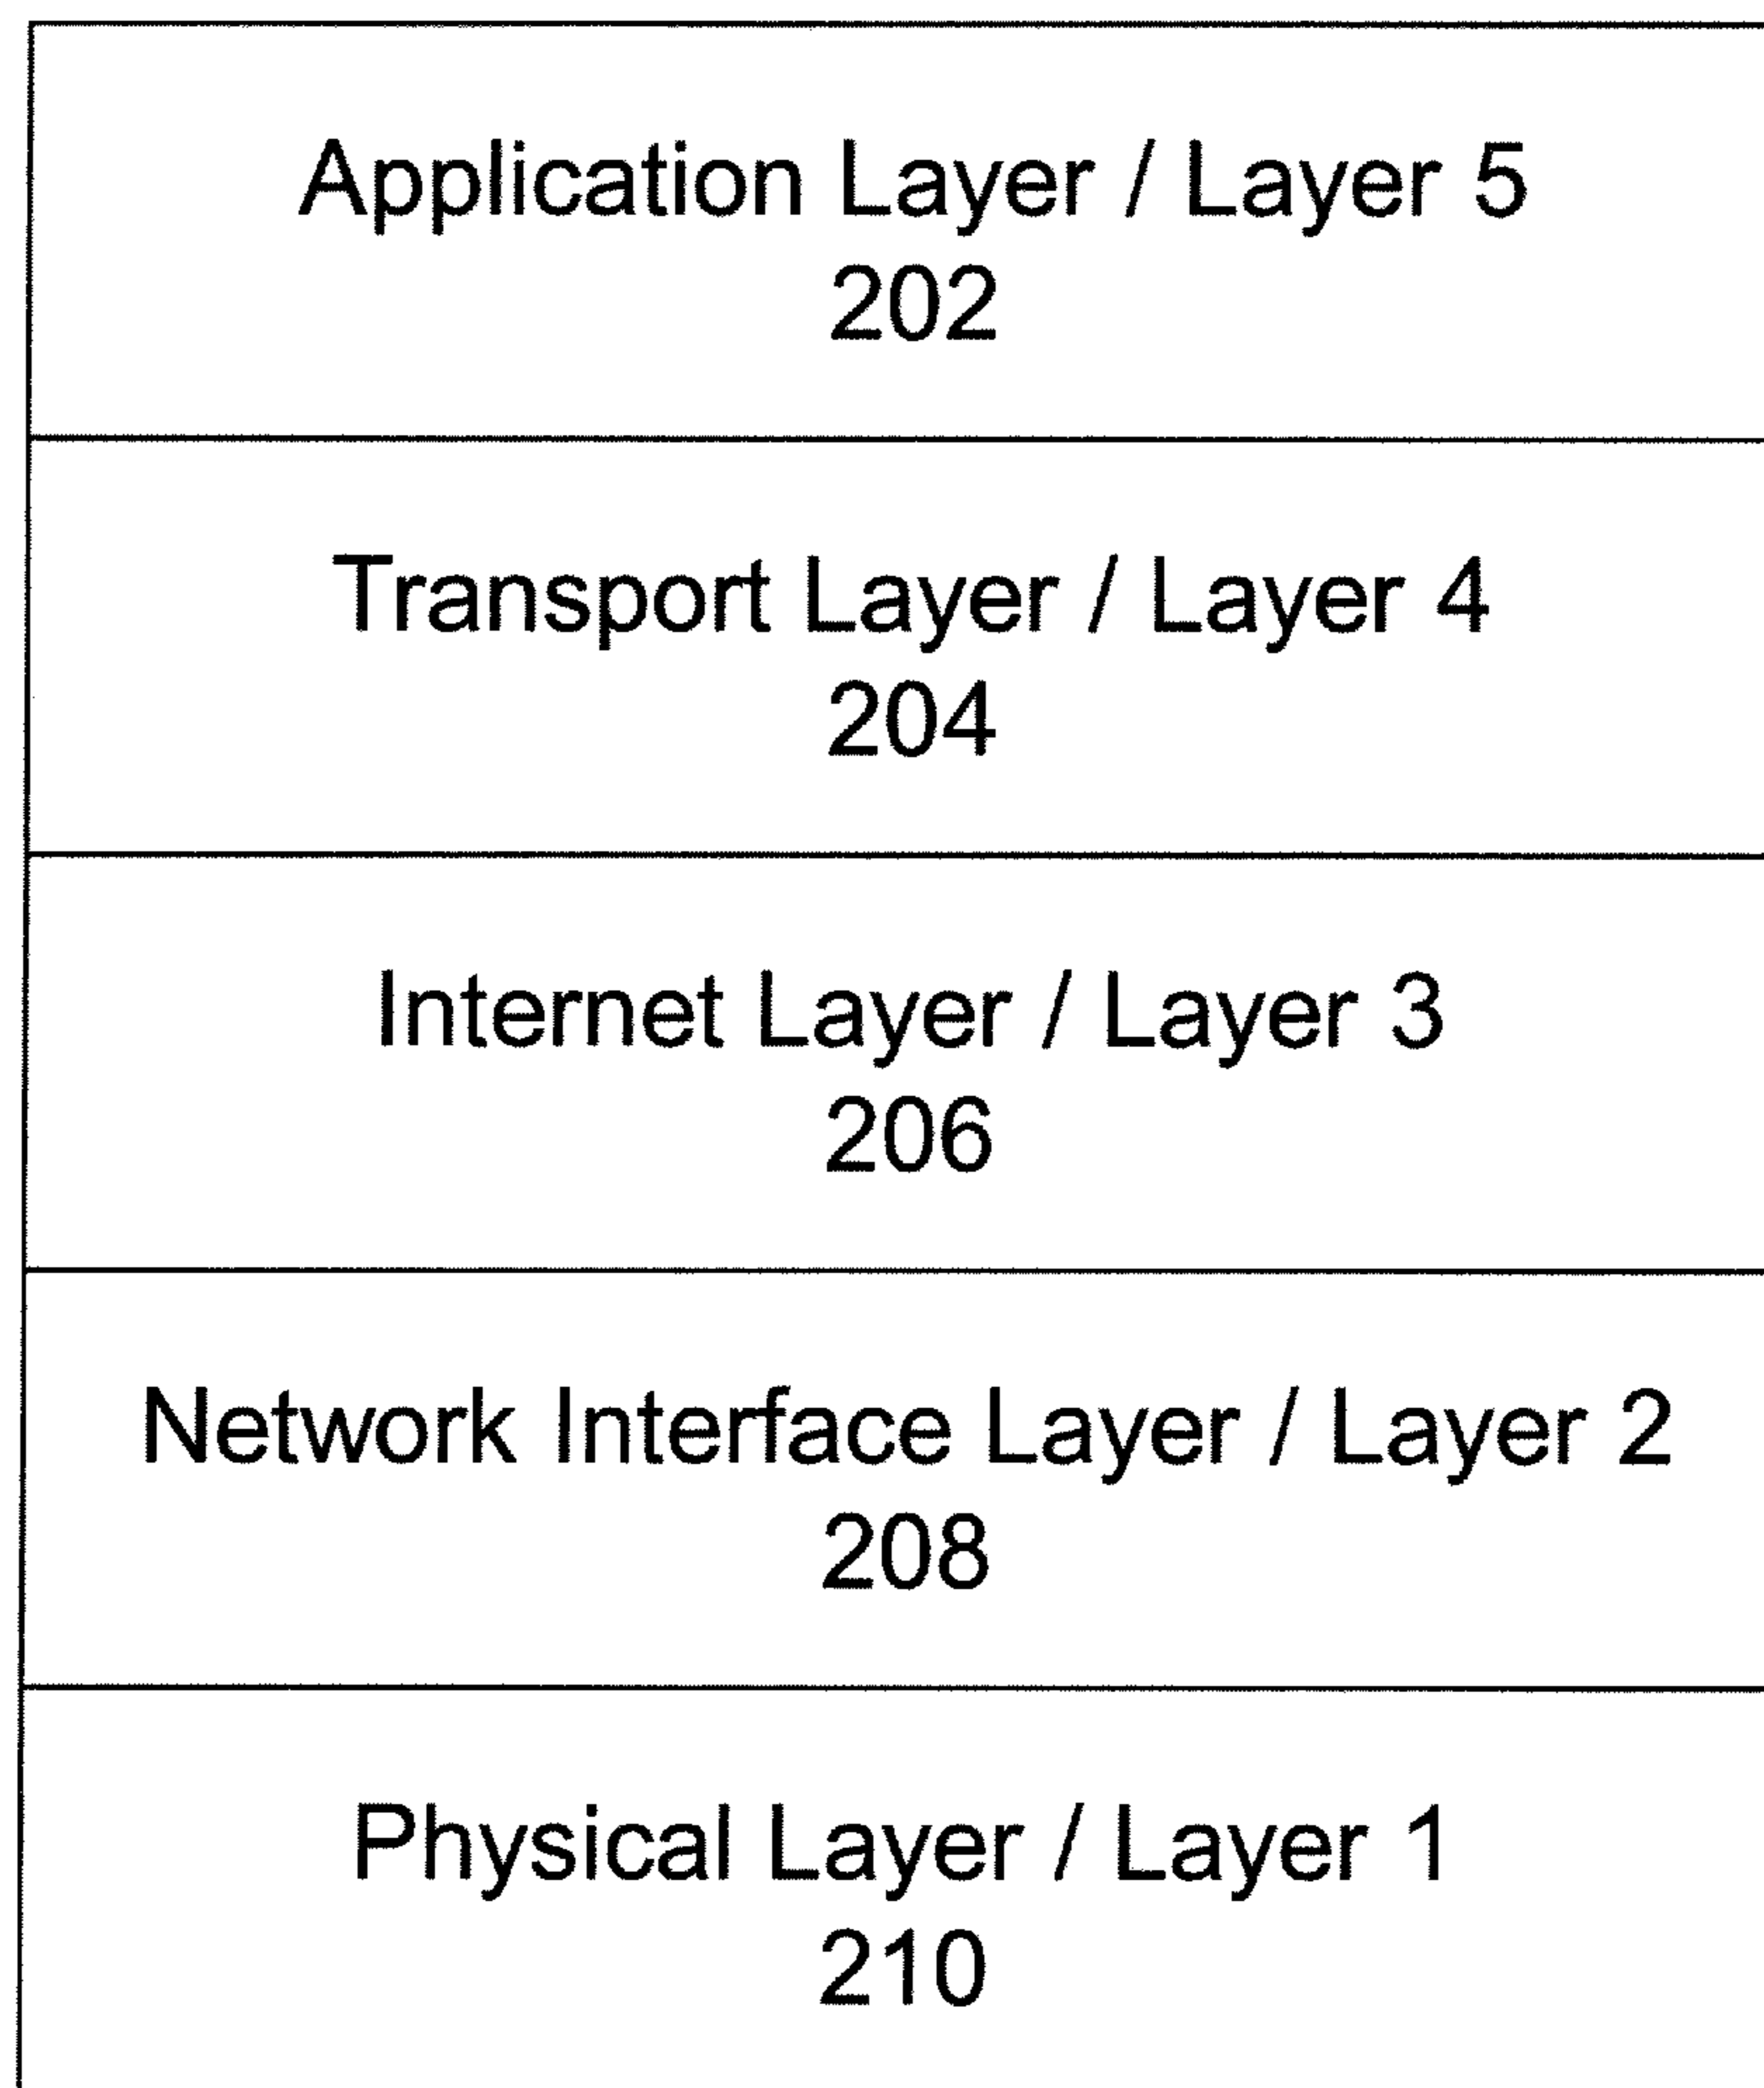 Application Layer / Layer 5
202
Transport Layer / Layer 4
204
Internet Layer / Layer 3
206
Network Interface Layer / Layer 2
208
Physical Layer / Layer 1
210